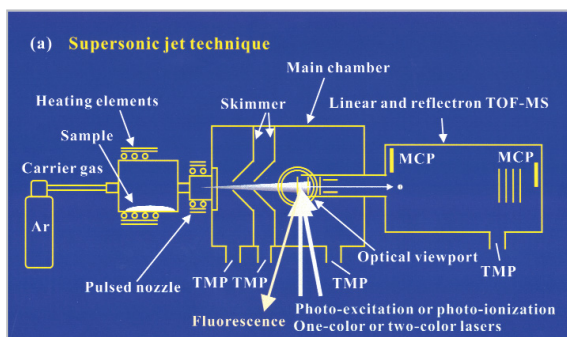 (a) Supersonic jet technique
Main chamber
Heating elements
Skimmer
Linear and reflectron TOF-MS
Sample
MCP
MCP
Carrier gas
Ar
Optical viewport
TMP
TMP
TMP
TMP
Pulsed nozzle
Photo-excitation or photo-ionization
Fluorescence
One-color or two-color lasers